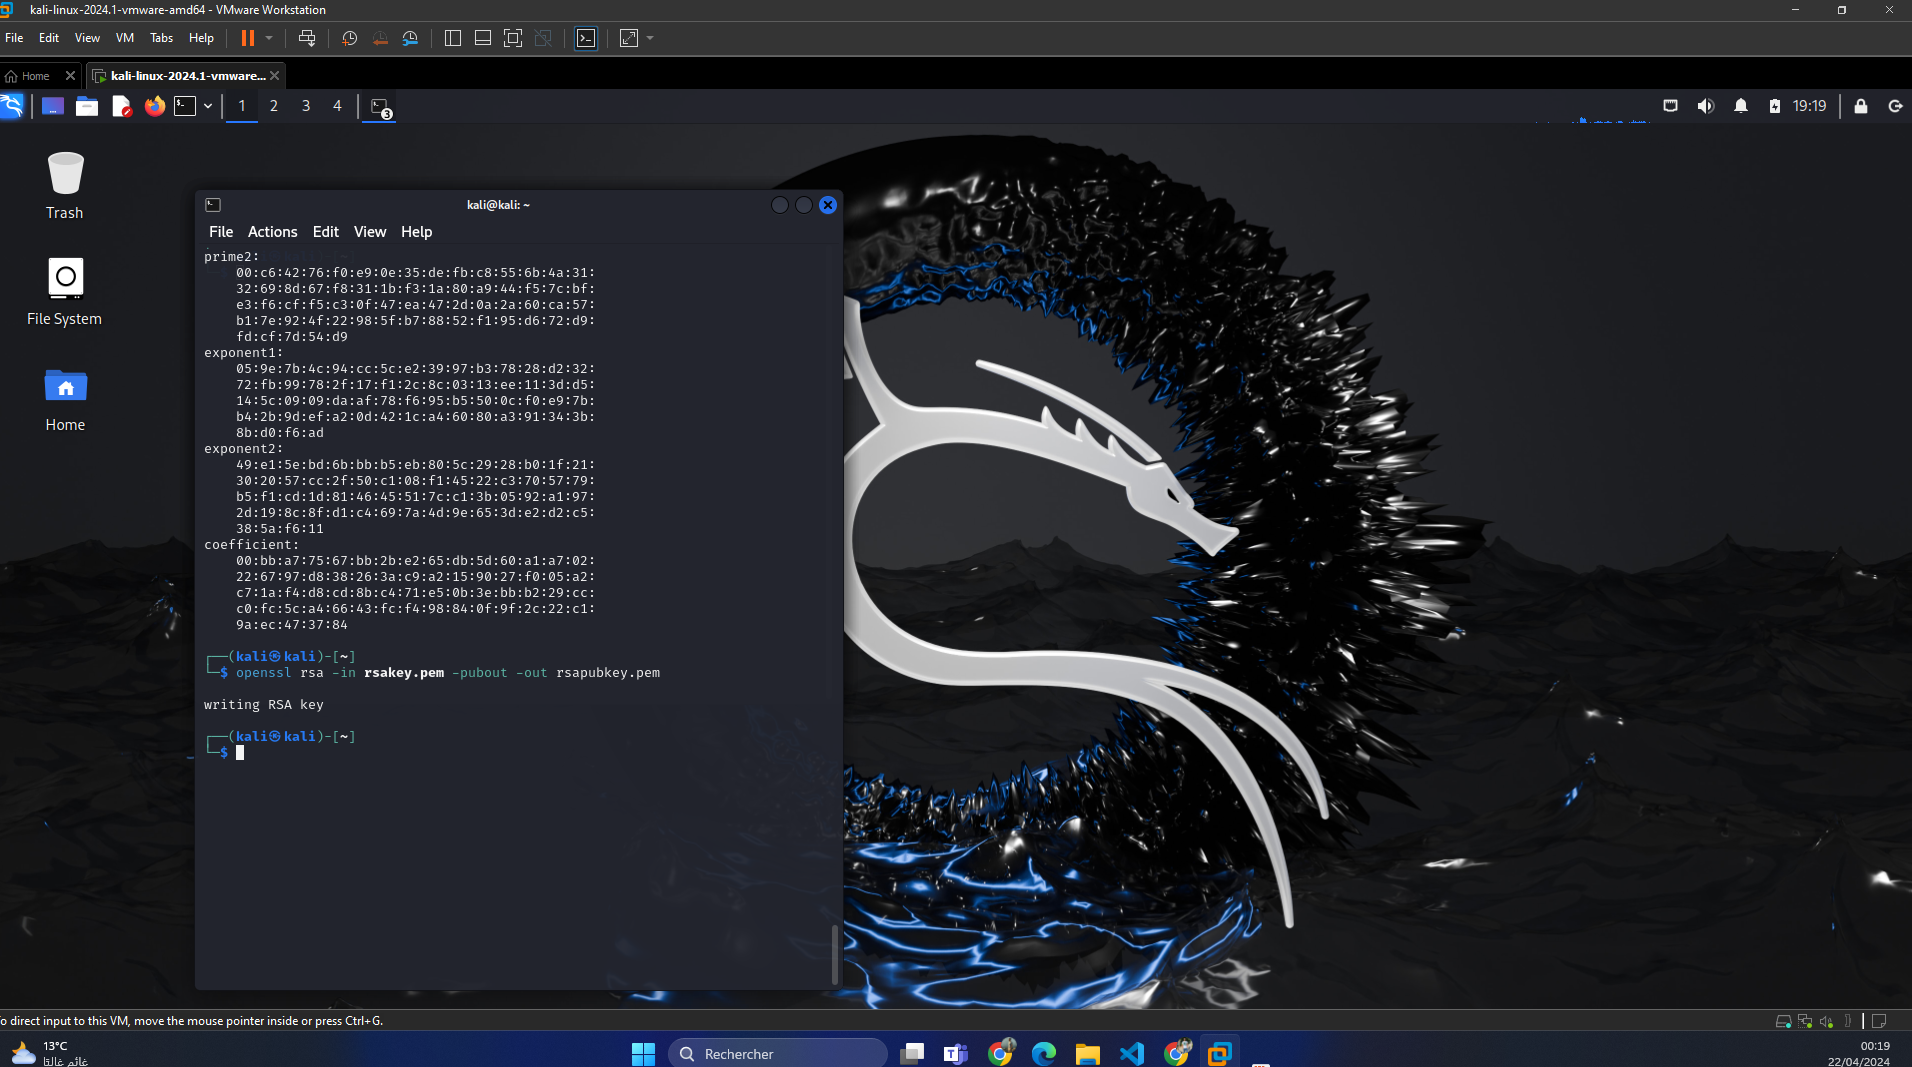 kali-linux-2024.1-vmware-amd64 - VMware Workstation
File Edit View VM Tabs Help
Home kali-linux-2024.1-vmware...
1 2 3 4 3 19:19
Trash
File System
Home
kali@kali: ~
File Actions Edit View Help
prime2:
00:c6:42:76:f0:e9:0e:35:de:fb:c8:55:6b:4a:31:
32:69:8d:67:f8:31:1b:f3:1a:80:a9:44:f5:7c:bf:
e3:f6:cf:f5:c3:0f:47:ea:47:2d:0a:2a:60:ca:57:
b1:7e:92:4f:22:98:5f:b7:88:52:f1:95:d6:72:d9:
fd:cf:7d:54:d9
exponent1:
05:9e:7b:4c:94:cc:5c:e2:39:97:b3:78:28:d2:32:
72:fb:99:78:2f:17:f1:2c:8c:03:13:ee:11:3d:d5:
14:5c:09:09:da:af:78:f6:95:b5:50:0c:f0:e9:7b:
b4:2b:9d:ef:a2:0d:42:1c:a4:60:80:a3:91:34:3b:
8b:d0:f6:ad
exponent2:
49:e1:5e:bd:6b:bb:b5:eb:80:5c:29:28:b0:1f:21:
30:20:57:cc:2f:50:c1:08:f1:45:22:c3:70:57:79:
b5:f1:cd:1d:81:46:45:51:7c:c1:3b:05:92:a1:97:
2d:19:8c:8f:d1:c4:69:7a:4d:9e:65:3d:e2:d2:c5:
38:5a:f6:11
coefficient:
00:bb:a7:75:67:bb:2b:e2:65:db:5d:60:a1:a7:02:
22:67:97:d8:38:26:3a:c9:a2:15:90:27:f0:05:a2:
c7:1a:f4:d8:cd:8b:c4:71:e5:0b:3e:bb:b2:29:cc:
c0:fc:5c:a4:66:43:fc:f4:98:84:0f:9f:2c:22:c1:
9a:ec:47:37:84
┌──(kali㉿kali)-[~]
└─$ openssl rsa -in rsakey.pem -pubout -out rsapubkey.pem
writing RSA key
┌──(kali㉿kali)-[~]
└─$
o direct input to this VM, move the mouse pointer inside or press Ctrl+G.
13°C
غائم غالبًا
Rechercher
00:19
22/04/2024